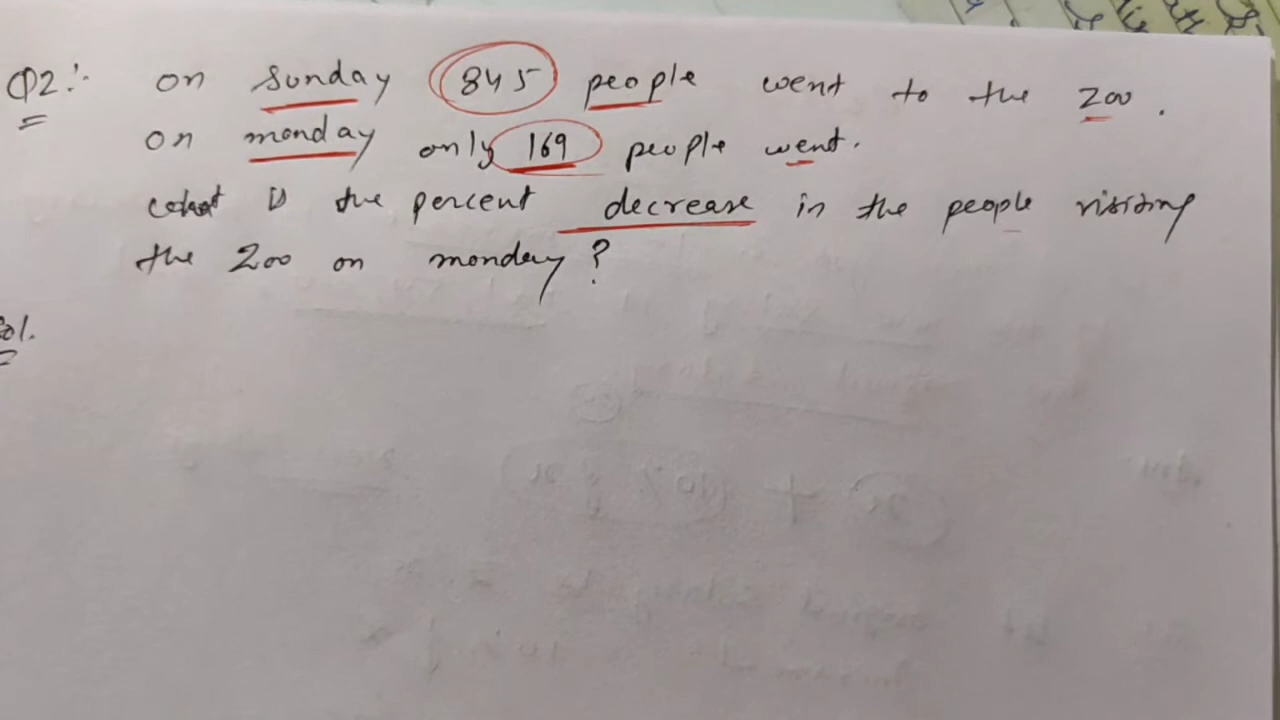 Q2:
on sunday 845 people went to the zoo.
on monday only 169 people went.
what is the percent decrease in the people visiting
the zoo on monday?
Sol.